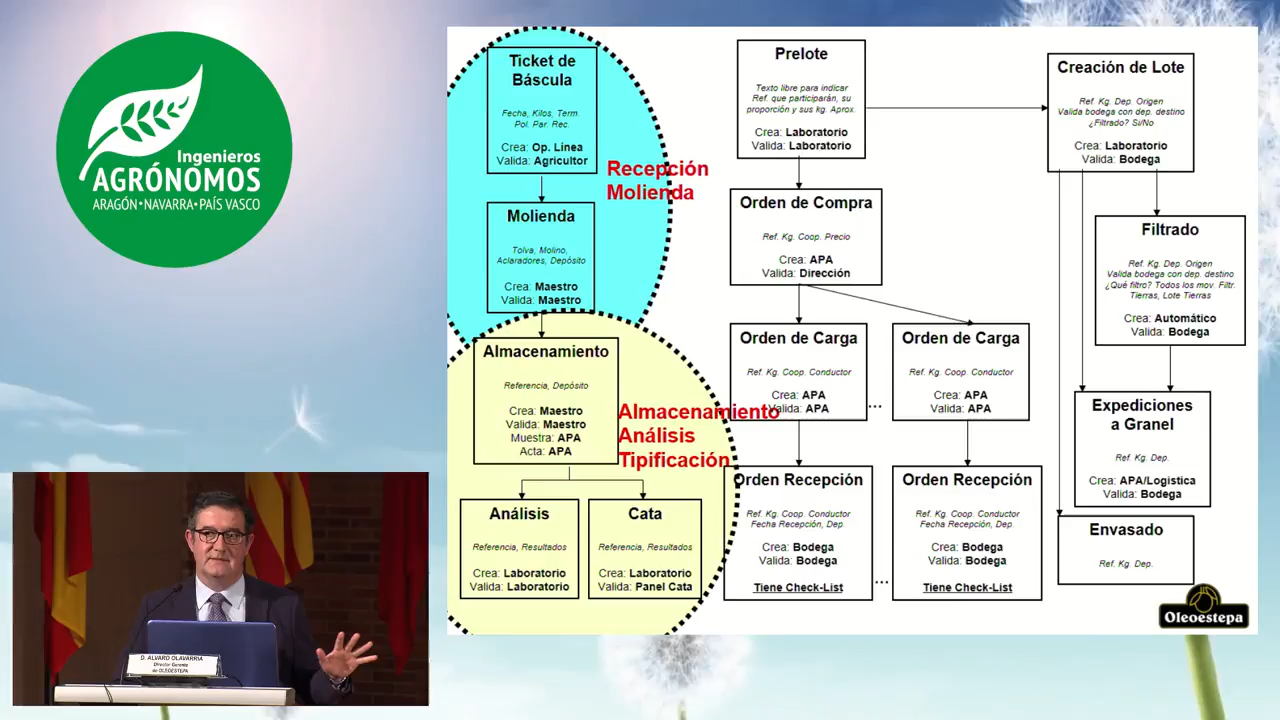 Ingenieros
AGRÓNOMOS
ARAGÓN•NAVARRA•PAÍS VASCO
Ticket de
Báscula
Fecha, Kilos, Term.
Pol. Par. Rec.
Crea: Op. Linea
Valida: Agricultor
Recepción
Molienda
Molienda
Tolva, Molino,
Aclaradores, Depósito
Crea: Maestro
Valida: Maestro
Almacenamiento
Referencia, Depósito
Crea: Maestro
Valida: Maestro
Muestra: APA
Acta: APA
Almacenamiento
Análisis
Tipificación
Análisis
Referencia, Resultados
Crea: Laboratorio
Valida: Laboratorio
Cata
Referencia, Resultados
Crea: Laboratorio
Valida: Panel Cata
Prelote
Texto libre para indicar
Ref. que participarán, su
proporción y sus kg. Aprox.
Crea: Laboratorio
Valida: Laboratorio
Orden de Compra
Ref. Kg. Coop. Precio
Crea: APA
Valida: Dirección
Orden de Carga
Ref. Kg. Coop. Conductor
Crea: APA
Valida: APA
...
Orden de Carga
Ref. Kg. Coop. Conductor
Crea: APA
Valida: APA
Orden Recepción
Ref. Kg. Coop. Conductor
Fecha Recepción, Dep.
Crea: Bodega
Valida: Bodega
Tiene Check-List
...
Orden Recepción
Ref. Kg. Coop. Conductor
Fecha Recepción, Dep.
Crea: Bodega
Valida: Bodega
Tiene Check-List
Creación de Lote
Ref. Kg. Dep. Origen
Valida bodega con dep. destino
¿Filtrado? Si/No
Crea: Laboratorio
Valida: Bodega
Filtrado
Ref. Kg. Dep. Origen
Valida bodega con dep. destino
¿Qué filtro? Todos los mov. Filtr.
Tierras, Lote Tierras
Crea: Automático
Valida: Bodega
Expediciones
a Granel
Ref. Kg. Dep.
Crea: APA/Logistica
Valida: Bodega
Envasado
Ref. Kg. Dep.
Oleoestepa
D. ALVARO OLAVARRIA
Director Gerente
de OLEOESTEPA